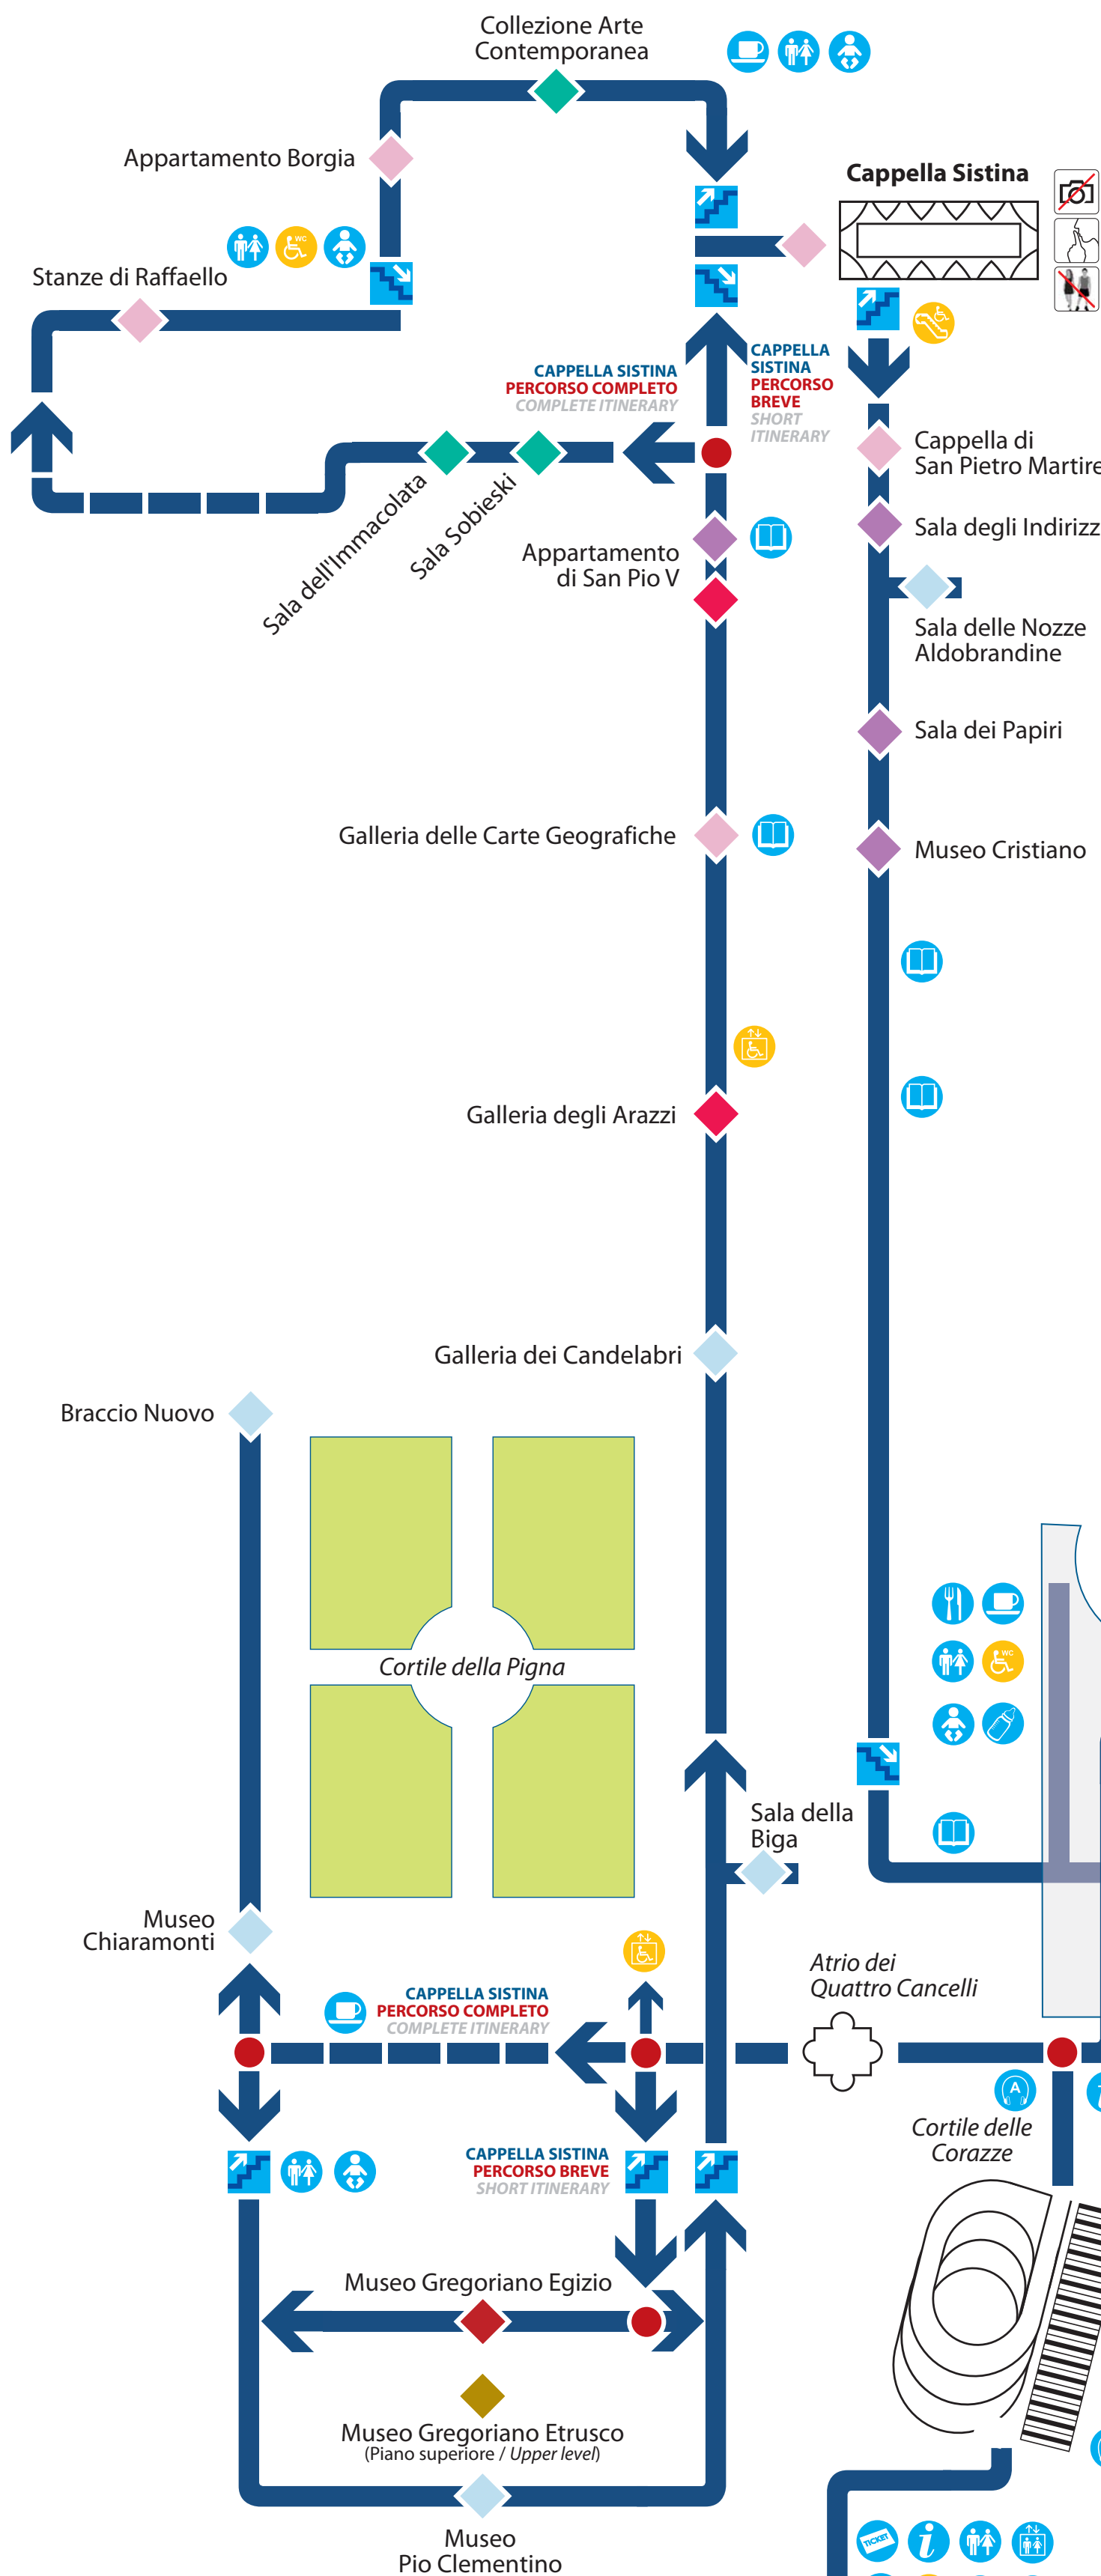 Collezione Arte
Contemporanea
Appartamento Borgia
Cappella Sistina
WC
Stanze di Raffaello
CAPPELLA SISTINA
PERCORSO COMPLETO
COMPLETE ITINERARY
CAPPELLA
SISTINA
PERCORSO
BREVE
SHORT
ITINERARY
Cappella di
San Pietro Martire
Sala dell'Immacolata
Sala Sobieski
Sala degli Indirizz
Appartamento
di San Pio V
Sala delle Nozze
Aldobrandine
Sala dei Papiri
Galleria delle Carte Geografiche
Museo Cristiano
Galleria degli Arazzi
Galleria dei Candelabri
Braccio Nuovo
Cortile della Pigna
WC
Sala della
Biga
Museo
Chiaramonti
Atrio dei
Quattro Cancelli
CAPPELLA SISTINA
PERCORSO COMPLETO
COMPLETE ITINERARY
A
Cortile delle
Corazze
CAPPELLA SISTINA
PERCORSO BREVE
SHORT ITINERARY
Museo Gregoriano Egizio
Museo Gregoriano Etrusco
(Piano superiore / Upper level)
TICKET
i
Museo
Pio Clementino